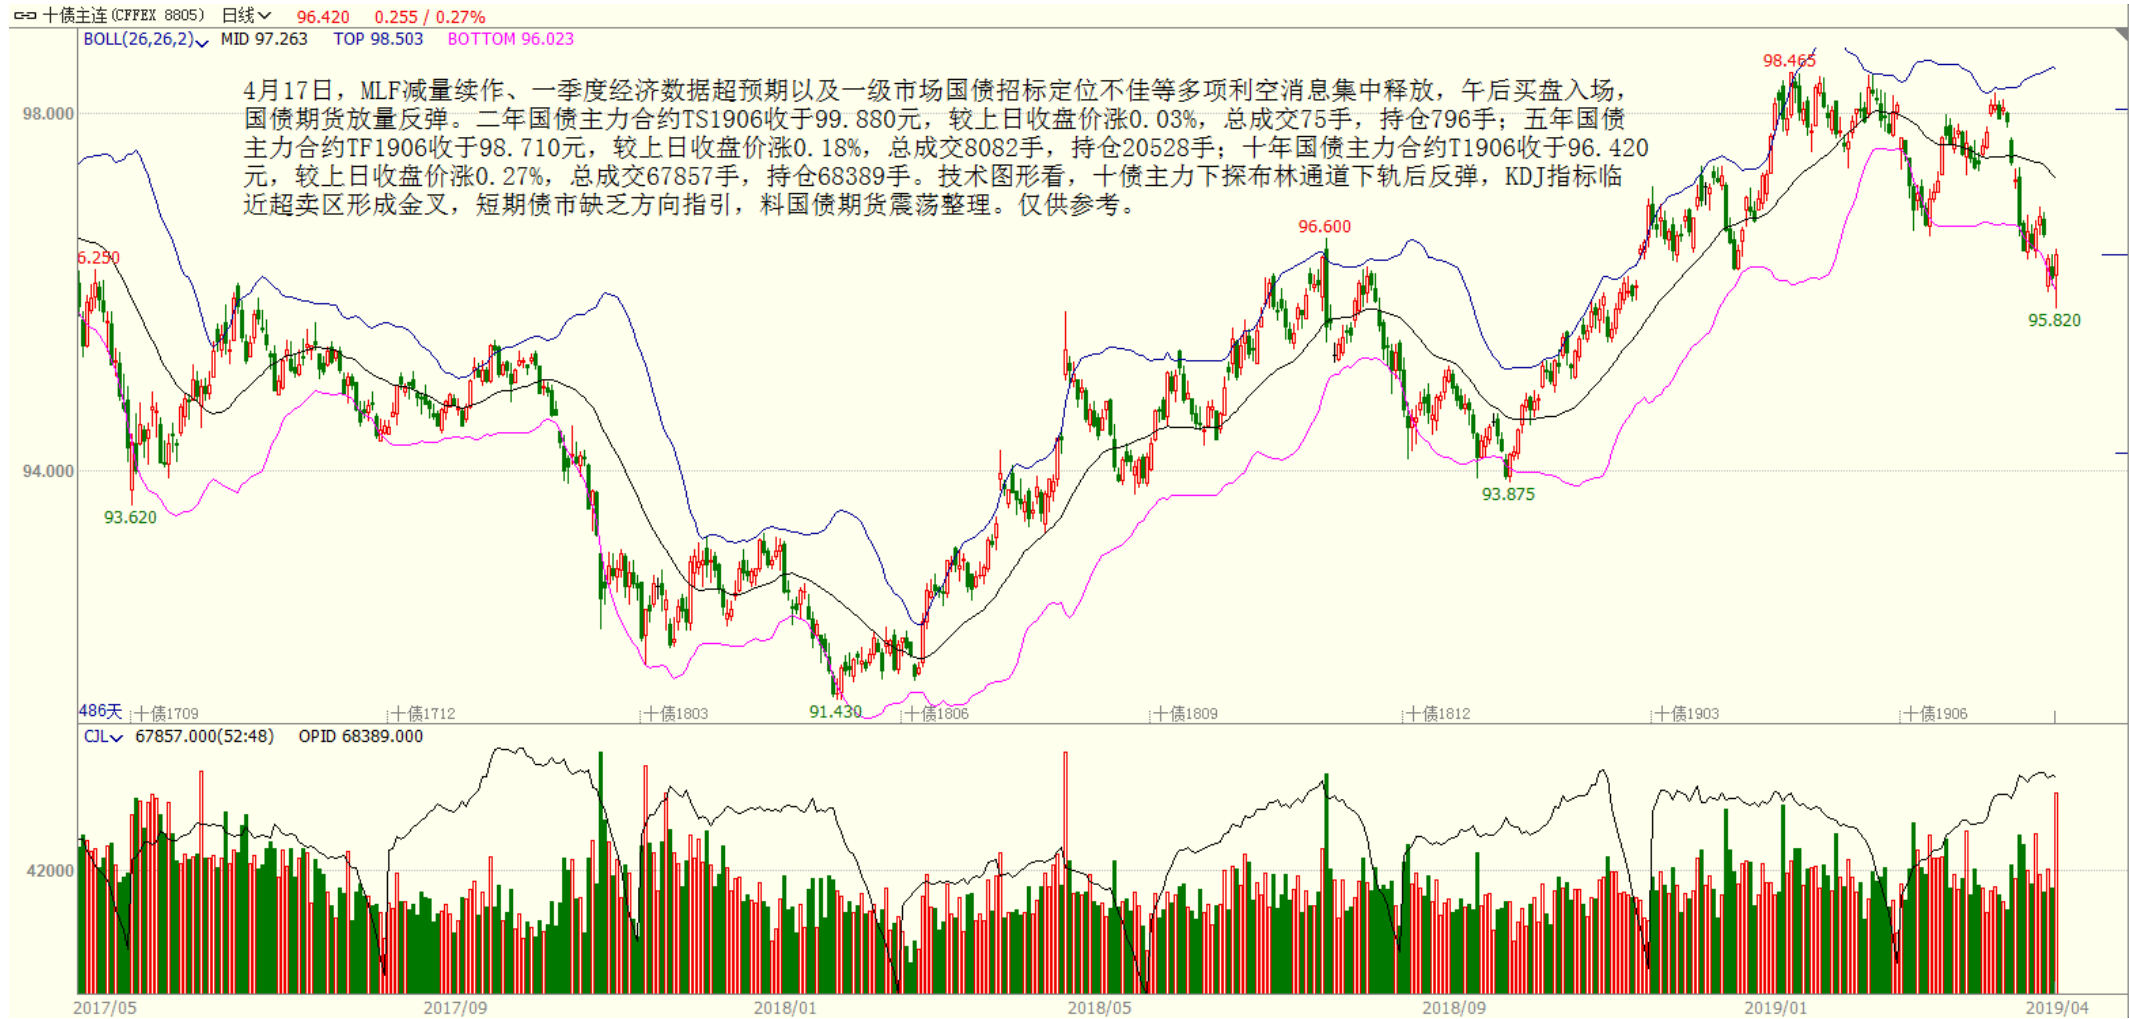 十债主连(CFFEX 8805) 日线 96.420 0.255 / 0.27%
BOLL(26,26,2) MID 97.263 TOP 98.503 BOTTOM 96.023
4月17日，MLF减量续作、一季度经济数据超预期以及一级市场国债招标定位不佳等多项利空消息集中释放，午后买盘入场，
国债期货放量反弹。二年国债主力合约TS1906收于99.880元，较上日收盘价涨0.03%，总成交75手，持仓796手；五年国债
主力合约TF1906收于98.710元，较上日收盘价涨0.18%，总成交8082手，持仓20528手；十年国债主力合约T1906收于96.420
元，较上日收盘价涨0.27%，总成交67857手，持仓68389手。技术图形看，十债主力下探布林通道下轨后反弹，KDJ指标临
近超卖区形成金叉，短期债市缺乏方向指引，料国债期货震荡整理。仅供参考。
98.465
98.000
96.600
6.250
95.820
94.000
93.875
93.620
91.430
486天 十债1709 十债1712 十债1803 十债1806 十债1809 十债1812 十债1903 十债1906
CJL 67857.000(52:48) OPID 68389.000
42000
2017/05 2017/09 2018/01 2018/05 2018/09 2019/01 2019/04